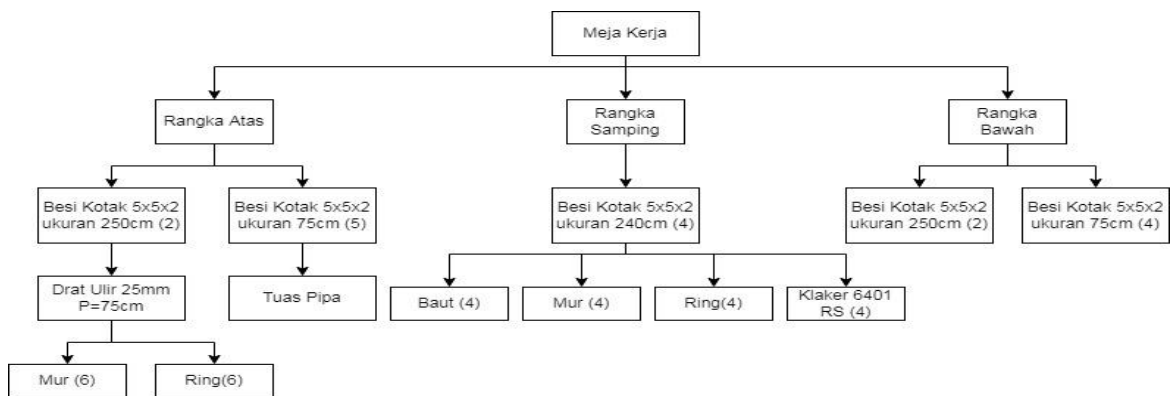 Meja Kerja
Rangka Atas
Rangka
Samping
Rangka
Bawah
Besi Kotak 5x5x2
ukuran 250cm (2)
Besi Kotak 5x5x2
ukuran 75cm (5)
Besi Kotak 5x5x2
ukuran 240cm (4)
Besi Kotak 5x5x2
ukuran 250cm (2)
Besi Kotak 5x5x2
ukuran 75cm (4)
Drat Ulir 25mm
P=75cm
Tuas Pipa
Baut (4)
Mur (4)
Ring(4)
Klaker 6401
RS (4)
Mur (6)
Ring(6)